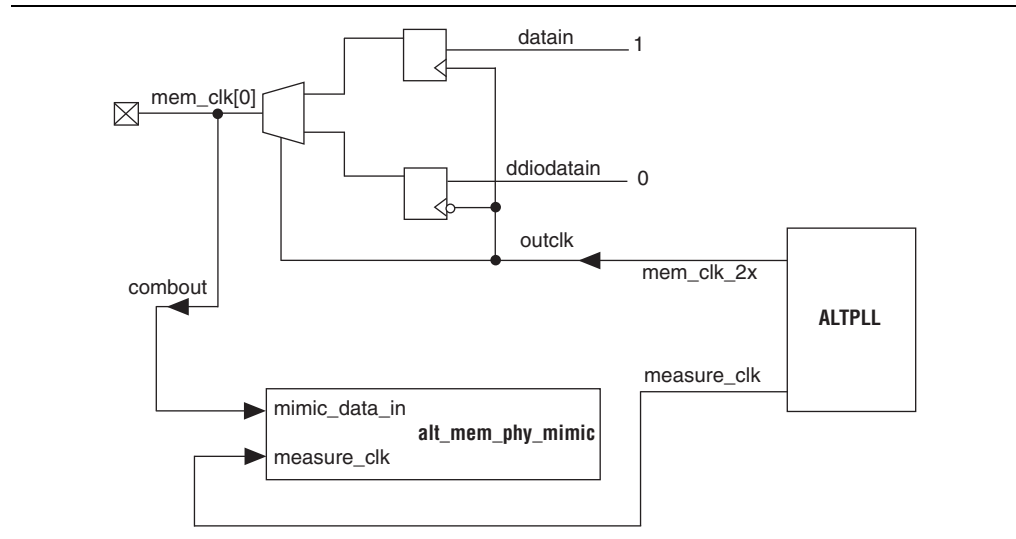 datain
1
mem_clk[0]
ddiodatain
0
outclk
mem_clk_2x
combout
ALTPLL
measure_clk
mimic_data_in
alt_mem_phy_mimic
measure_clk